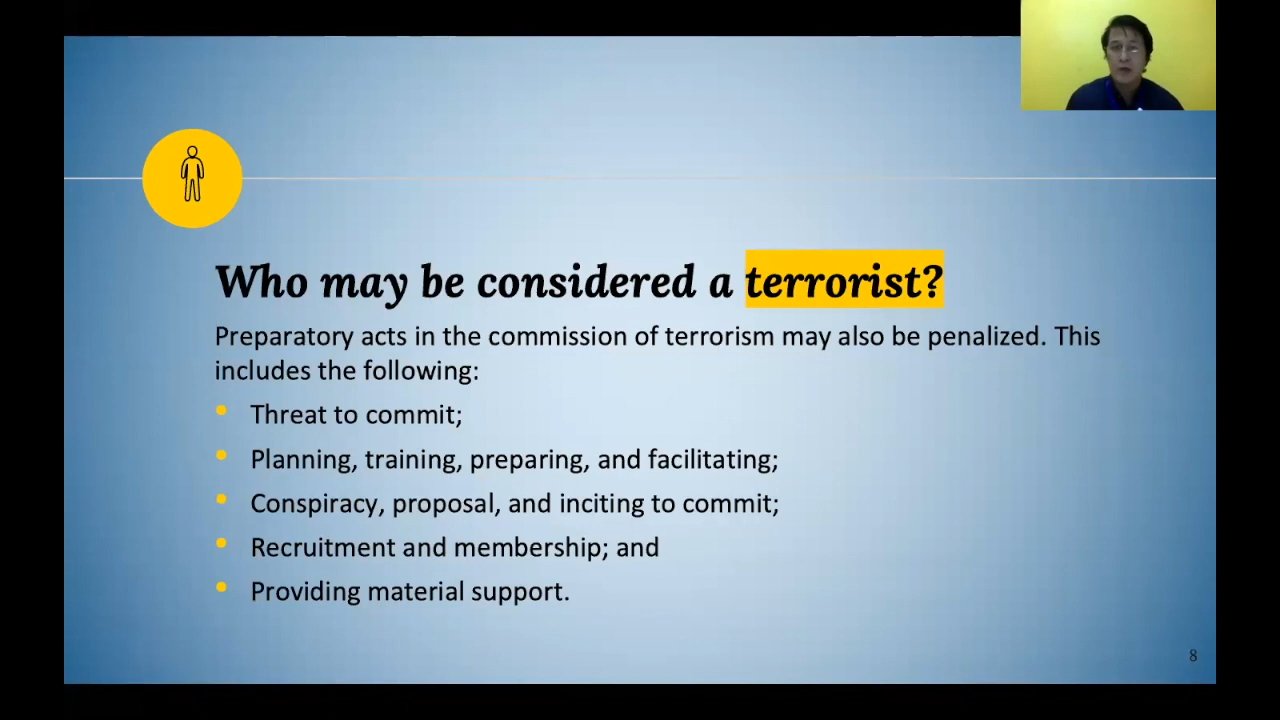 Who may be considered a terrorist?
Preparatory acts in the commission of terrorism may also be penalized. This
includes the following:
• Threat to commit;
• Planning, training, preparing, and facilitating;
• Conspiracy, proposal, and inciting to commit;
• Recruitment and membership; and
• Providing material support.
8